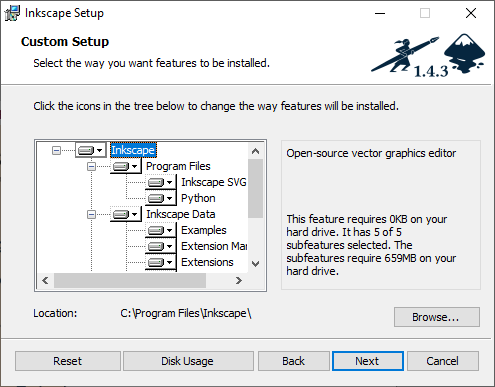 Inkscape Setup
Custom Setup
Select the way you want features to be installed.
1.4.3
Click the icons in the tree below to change the way features will be installed.
Inkscape
Program Files
Inkscape SVG
Python
Inkscape Data
Examples
Extension Mar
Extensions
Open-source vector graphics editor
This feature requires 0KB on your
hard drive. It has 5 of 5
subfeatures selected. The
subfeatures require 659MB on your
hard drive.
Location:
C:\Program Files\Inkscape\
Browse...
Reset
Disk Usage
Back
Next
Cancel